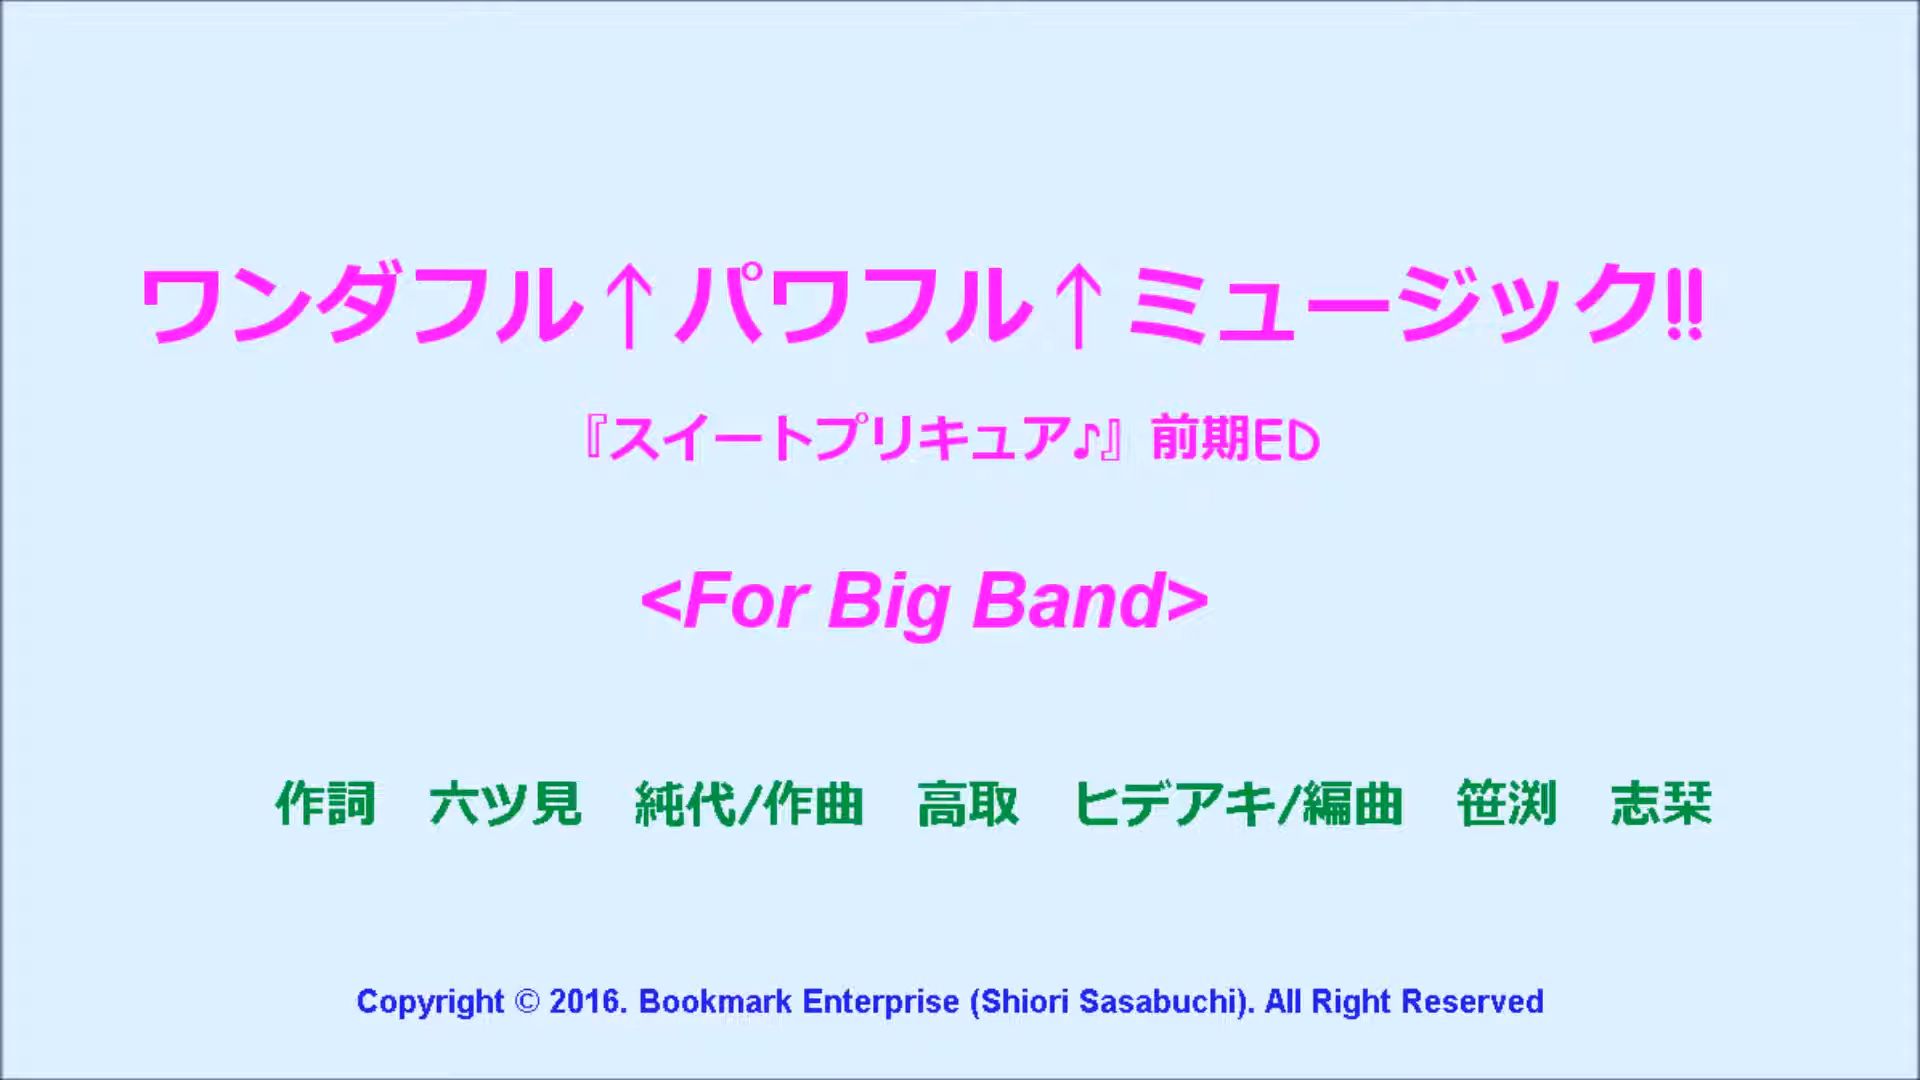 ワンダフル↑パワフル↑ミュージック!!
『スイートプリキュア♪』前期ED
<For Big Band>
作詞　六ツ見　純代/作曲　高取　ヒデアキ/編曲　笹渕　志栞
Copyright © 2016. Bookmark Enterprise (Shiori Sasabuchi). All Right Reserved